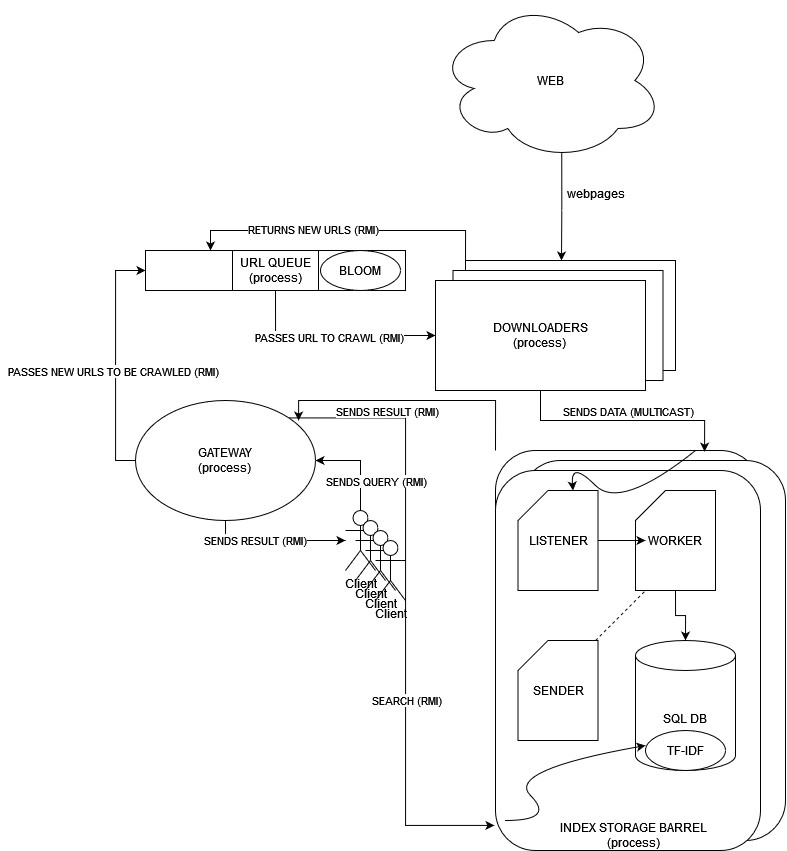 WEB
webpages
RETURNS NEW URLS (RMI)
URL QUEUE
(process)
BLOOM
DOWNLOADERS
(process)
PASSES URL TO CRAWL (RMI)
PASSES NEW URLS TO BE CRAWLED (RMI)
SENDS RESULT (RMI)
SENDS DATA (MULTICAST)
GATEWAY
(process)
SENDS QUERY (RMI)
SENDS RESULT (RMI)
LISTENER
WORKER
Client
Client
Client
Client
SENDER
SEARCH (RMI)
SQL DB
TF-IDF
INDEX STORAGE BARREL
(process)